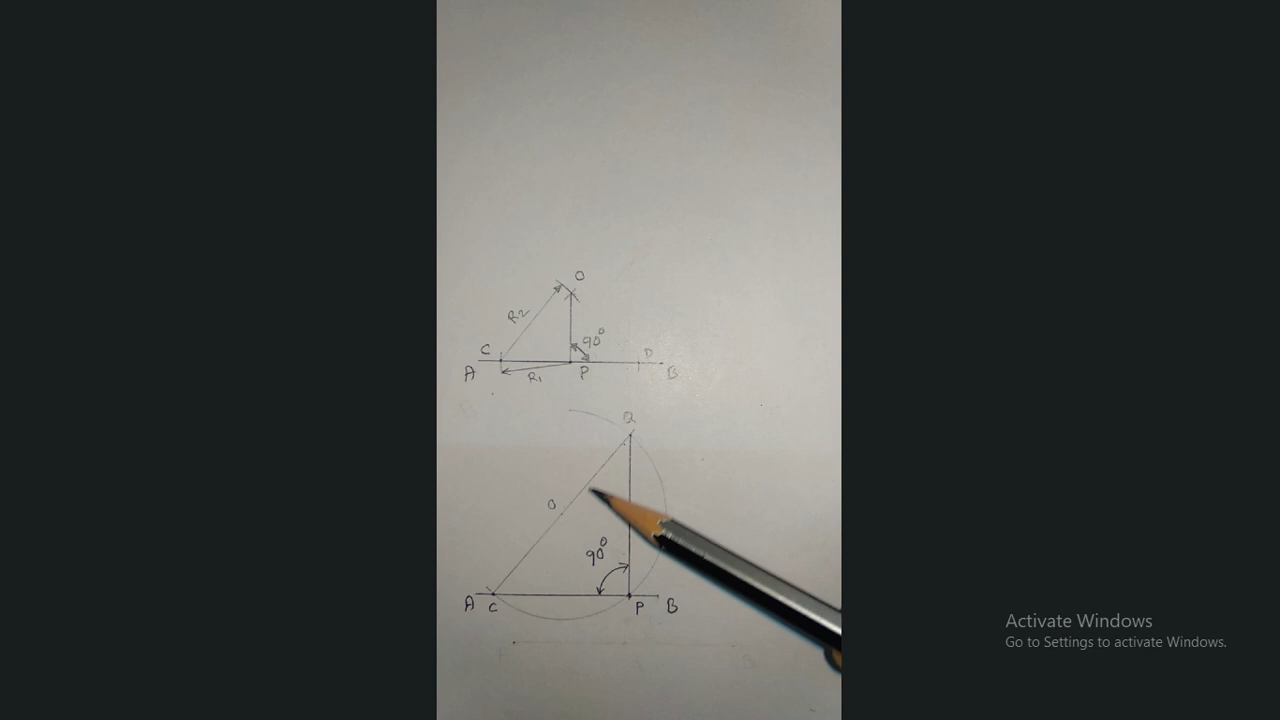 O
R2
90°
C
D
A
R1
P
B
Q
O
90°
A
C
P
B
Activate Windows
Go to Settings to activate Windows.